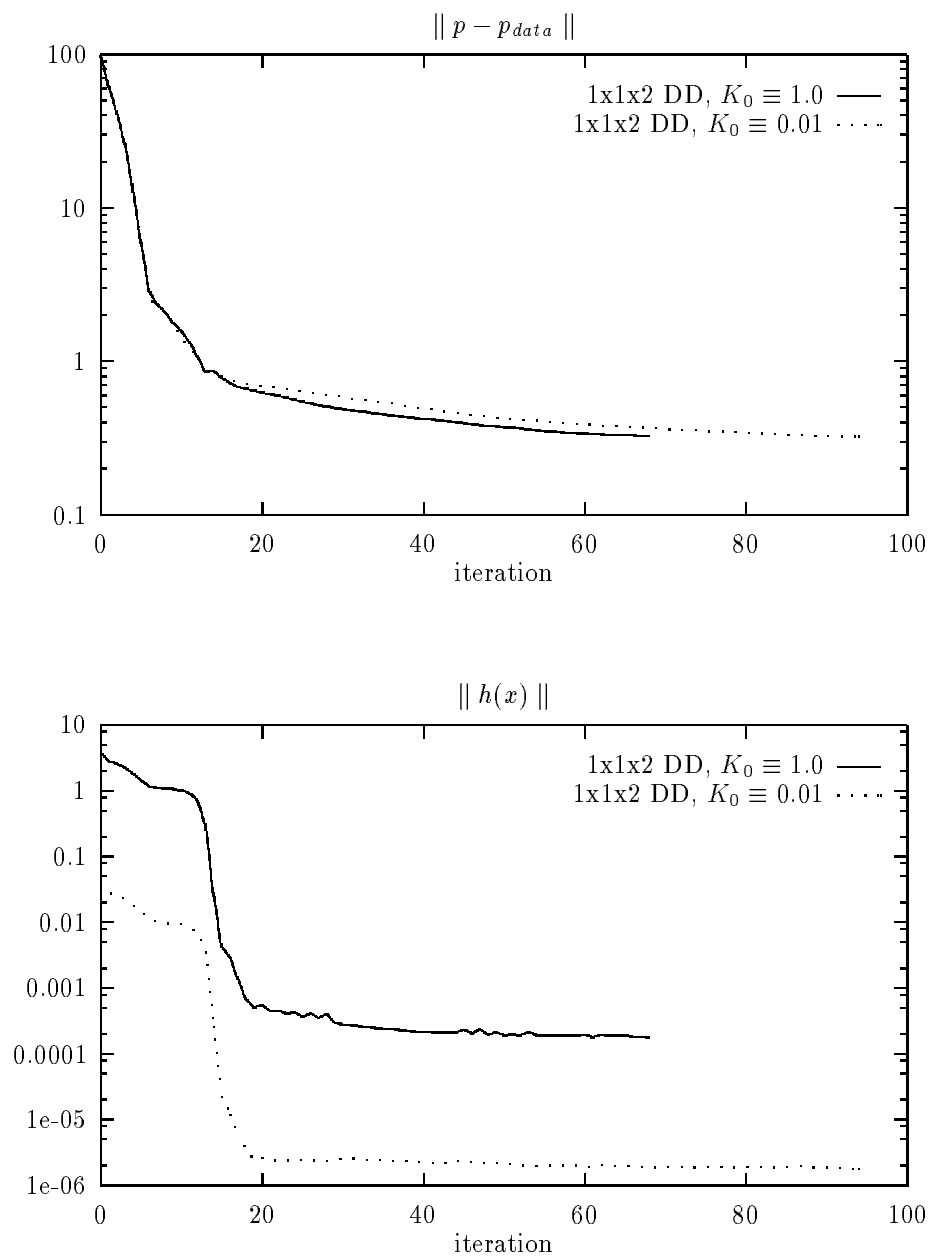 || p − p_data ||
100
10
1
0.1
1x1x2 DD, K₀ ≡ 1.0
1x1x2 DD, K₀ ≡ 0.01
0 20 40 60 80 100
iteration
|| h(x) ||
10
1
0.1
0.01
0.001
0.0001
1e-05
1e-06
1x1x2 DD, K₀ ≡ 1.0
1x1x2 DD, K₀ ≡ 0.01
0 20 40 60 80 100
iteration